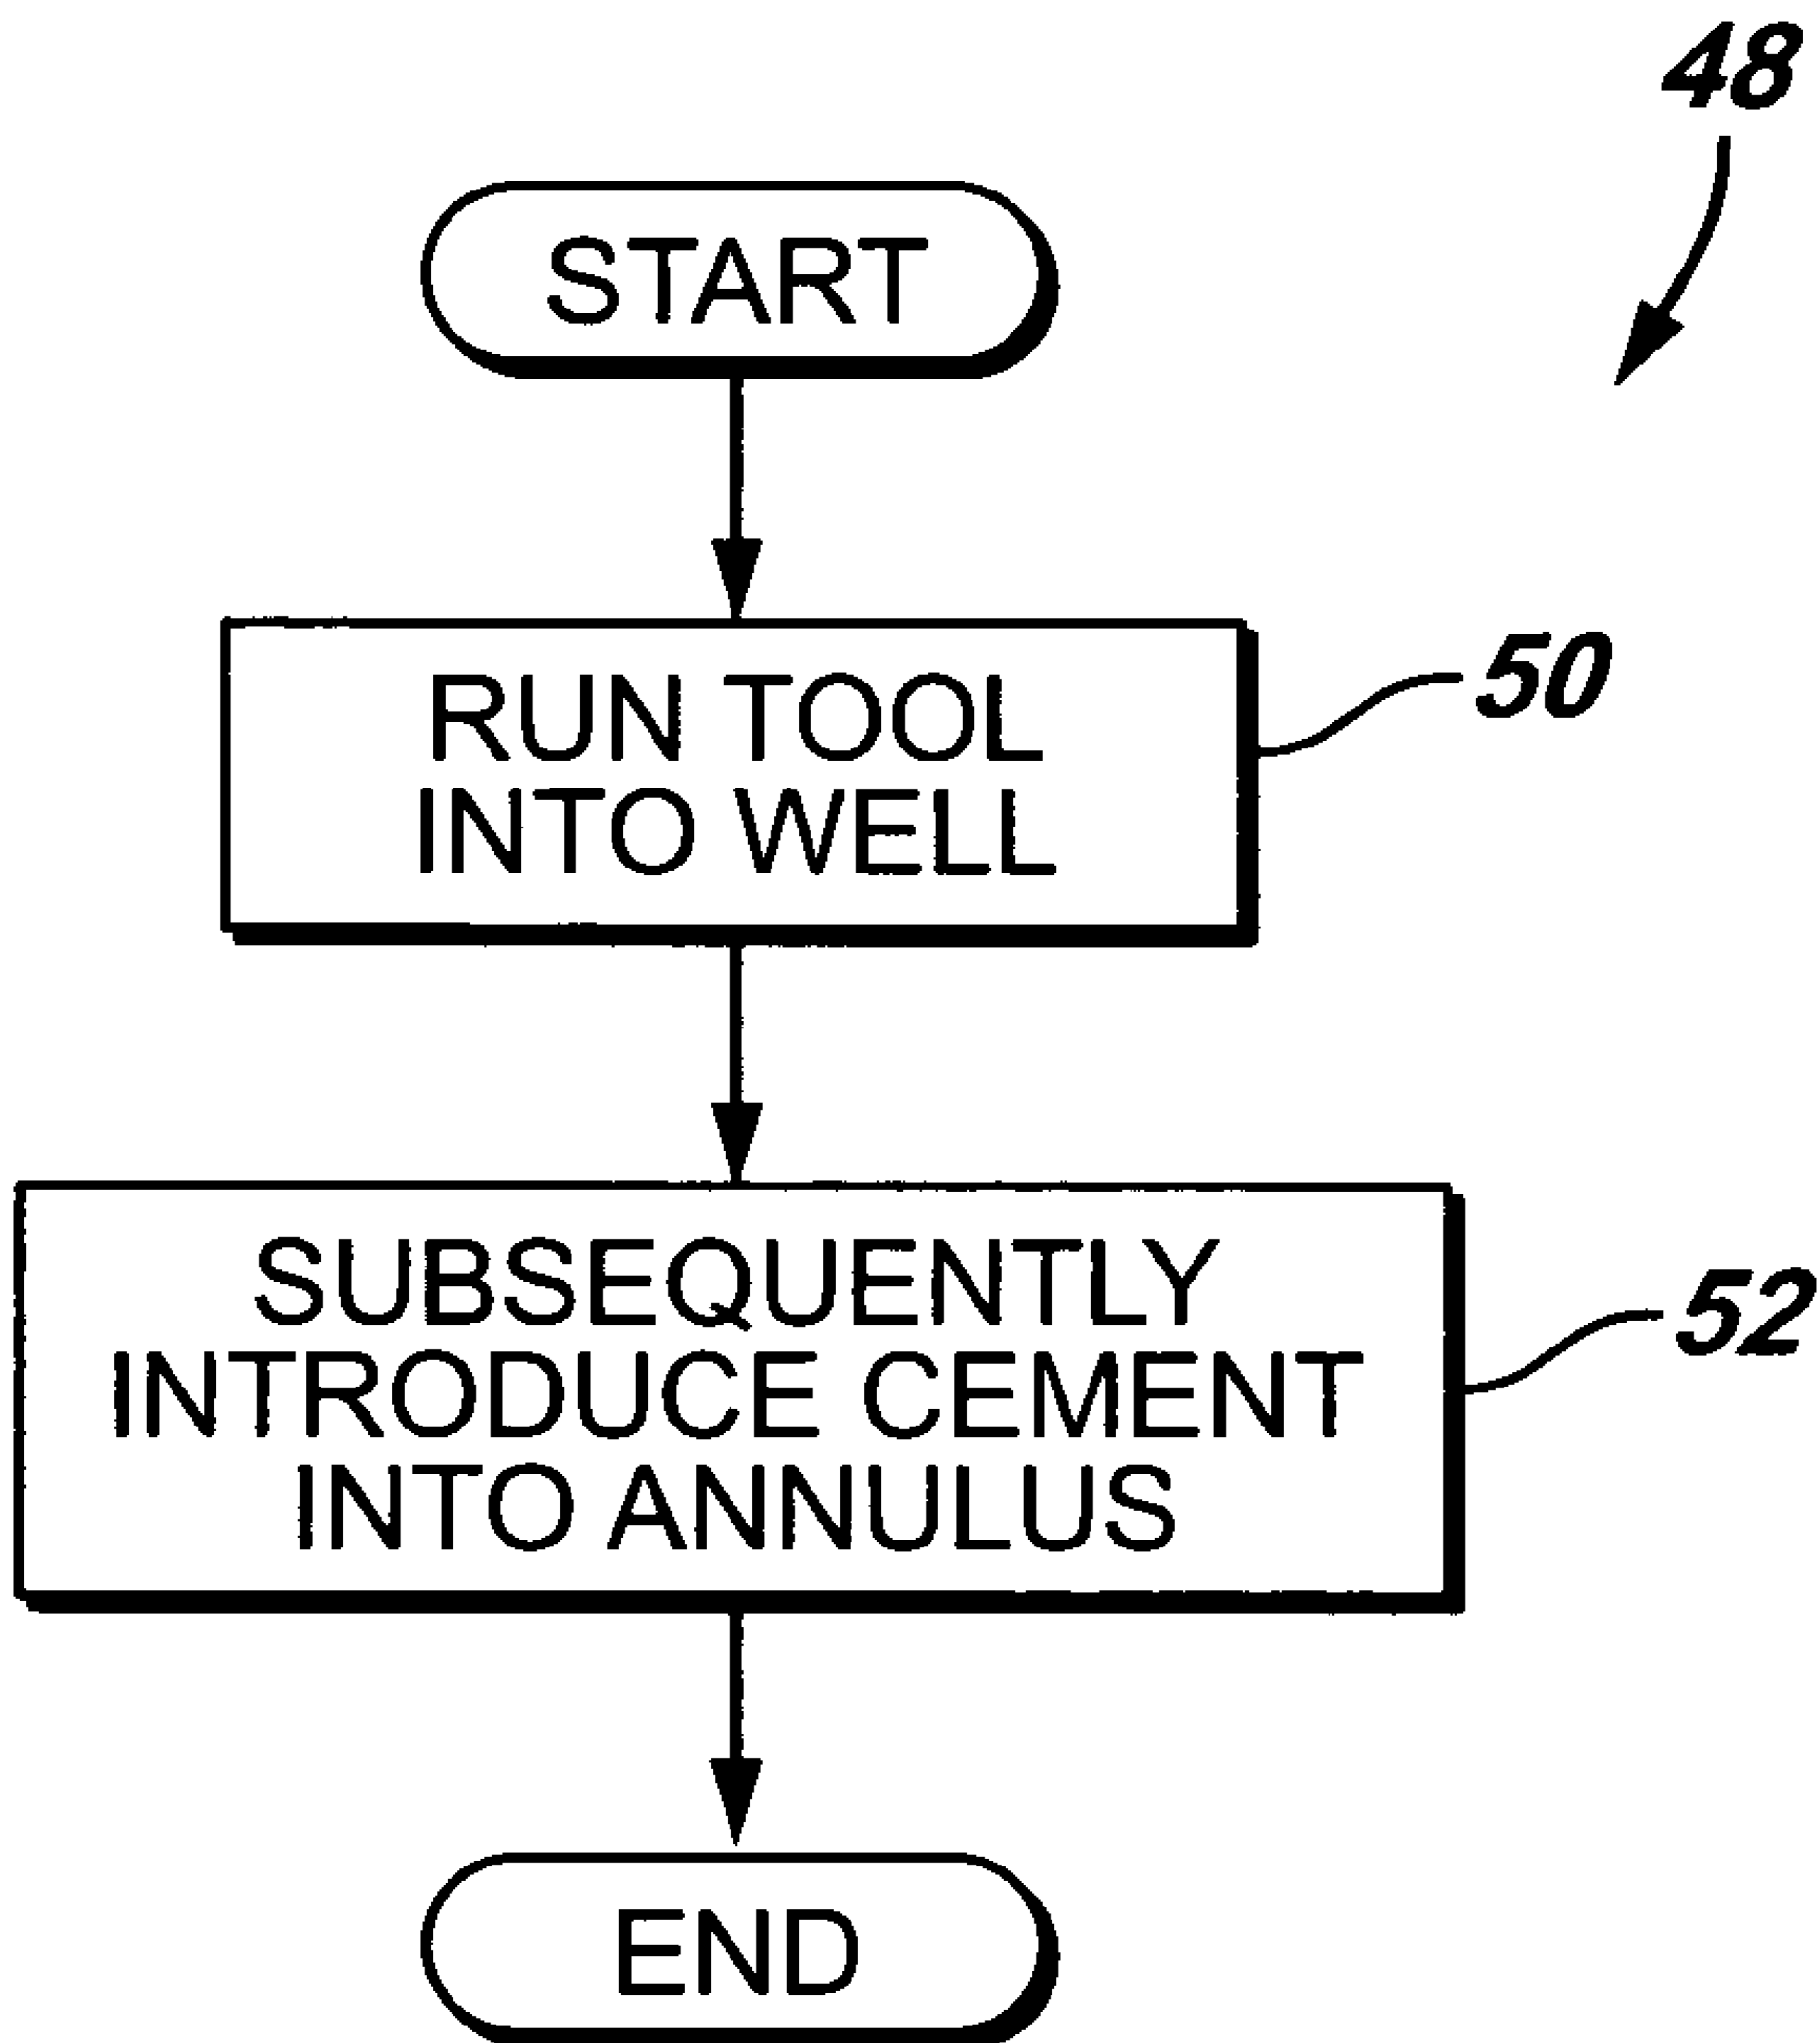 48
START
RUN TOOL
INTO WELL
50
SUBSEQUENTLY
INTRODUCE CEMENT
INTO ANNULUS
52
END